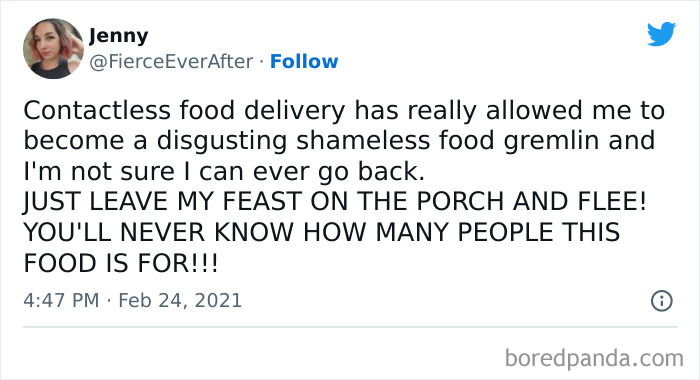 Jenny
@FierceEverAfter · Follow
Contactless food delivery has really allowed me to
become a disgusting shameless food gremlin and
I'm not sure I can ever go back.
JUST LEAVE MY FEAST ON THE PORCH AND FLEE!
YOU'LL NEVER KNOW HOW MANY PEOPLE THIS
FOOD IS FOR!!!
4:47 PM · Feb 24, 2021
boredpanda.com